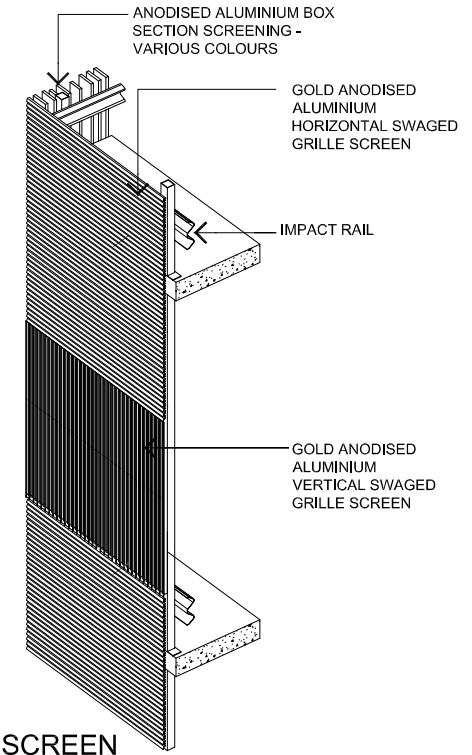 ANODISED ALUMINIUM BOX
SECTION SCREENING -
VARIOUS COLOURS
GOLD ANODISED
ALUMINIUM
HORIZONTAL SWAGED
GRILLE SCREEN
IMPACT RAIL
GOLD ANODISED
ALUMINIUM
VERTICAL SWAGED
GRILLE SCREEN
SCREEN